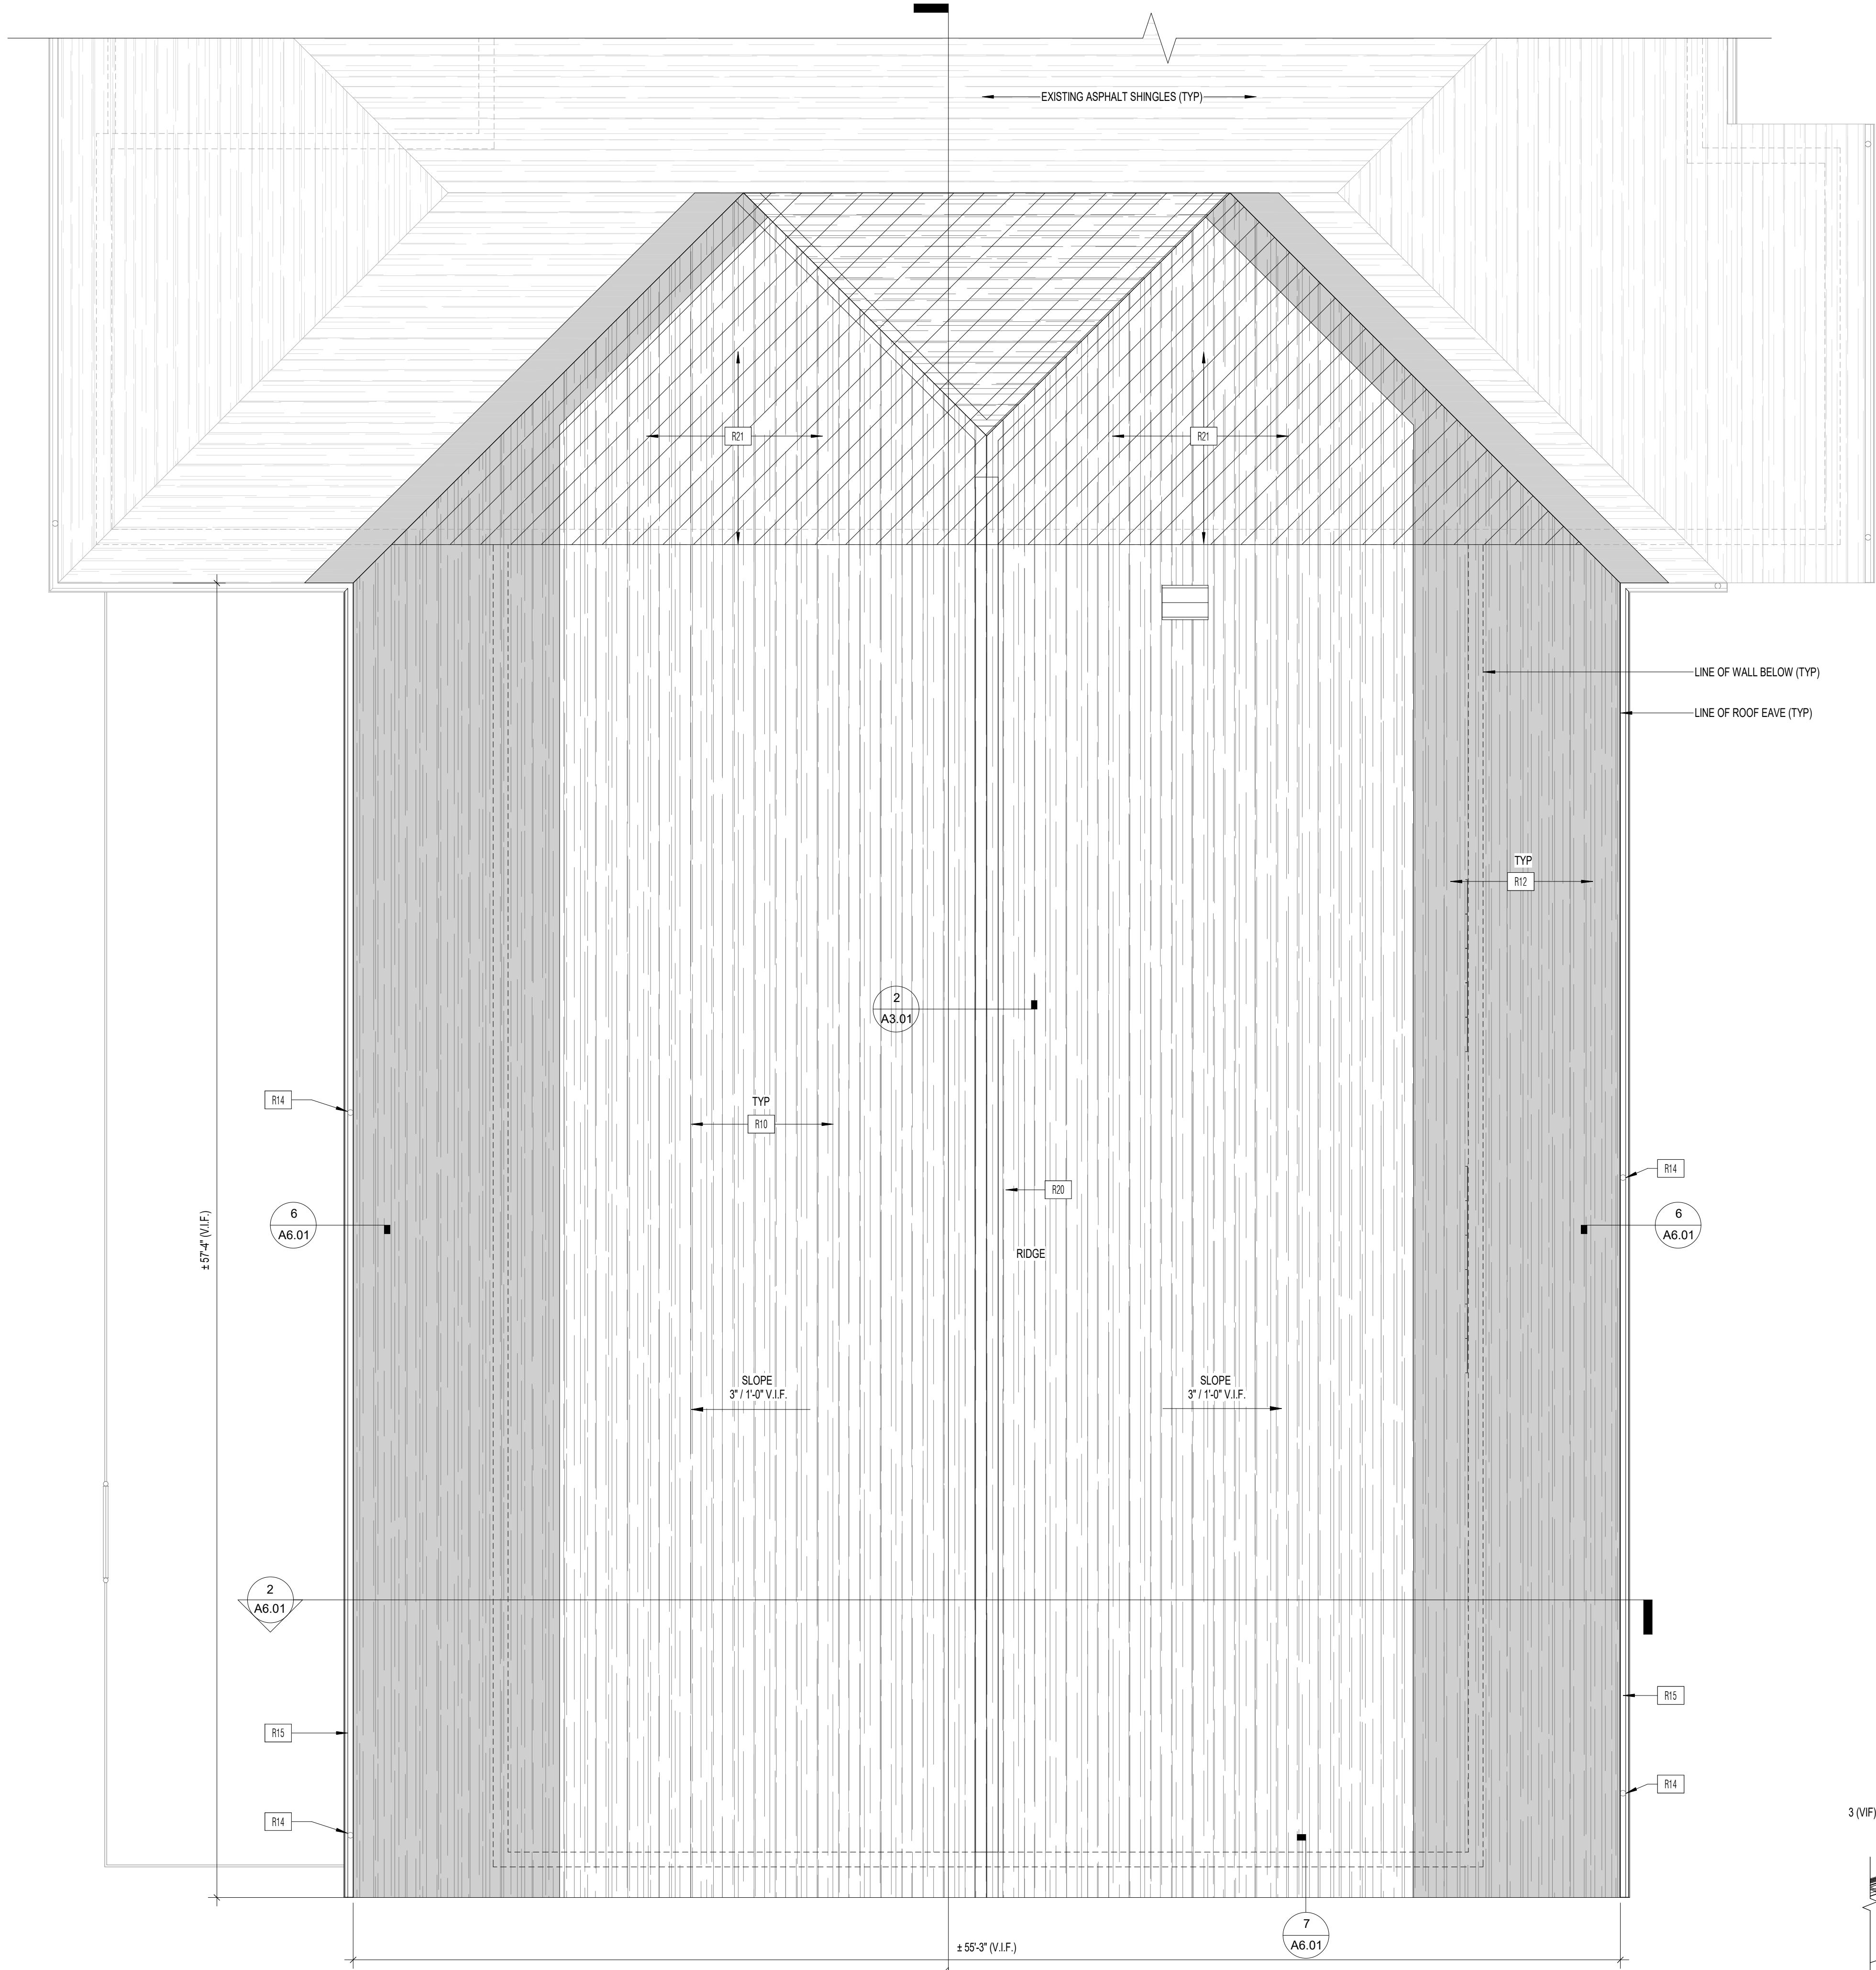 EXISTING ASPHALT SHINGLES (TYP)
R21
R21
LINE OF WALL BELOW (TYP)
LINE OF ROOF EAVE (TYP)
TYP
R12
2
A3.01
R14
TYP
R10
R14
R20
6
A6.01
6
A6.01
± 57'-4" (V.I.F.)
RIDGE
SLOPE
3" / 1'-0" V.I.F.
SLOPE
3" / 1'-0" V.I.F.
2
A6.01
R15
R15
R14
3 (VIF)
R14
7
A6.01
± 55'-3" (V.I.F.)